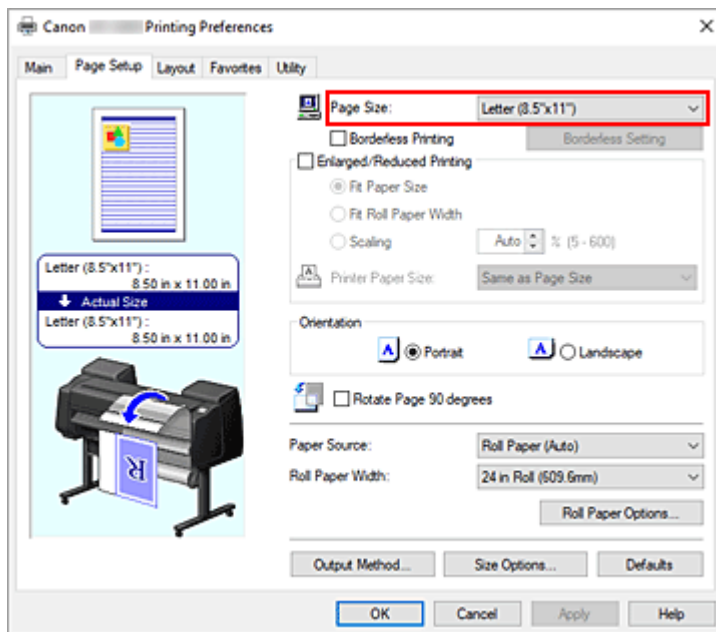 Canon Printing Preferences
Main Page Setup Layout Favorites Utility
Page Size: Letter (8.5"x11")
Borderless Printing Borderless Setting
Enlarged/Reduced Printing
Fit Paper Size
Fit Roll Paper Width
Scaling Auto % (5 - 600)
Printer Paper Size: Same as Page Size
Letter (8.5"x11") :
8.50 in x 11.00 in
Actual Size
Letter (8.5"x11") :
8.50 in x 11.00 in
Orientation
A Portrait A Landscape
Rotate Page 90 degrees
R
Paper Source: Roll Paper (Auto)
Roll Paper Width: 24 in Roll (609.6mm)
Roll Paper Options...
Output Method... Size Options... Defaults
OK Cancel Apply Help